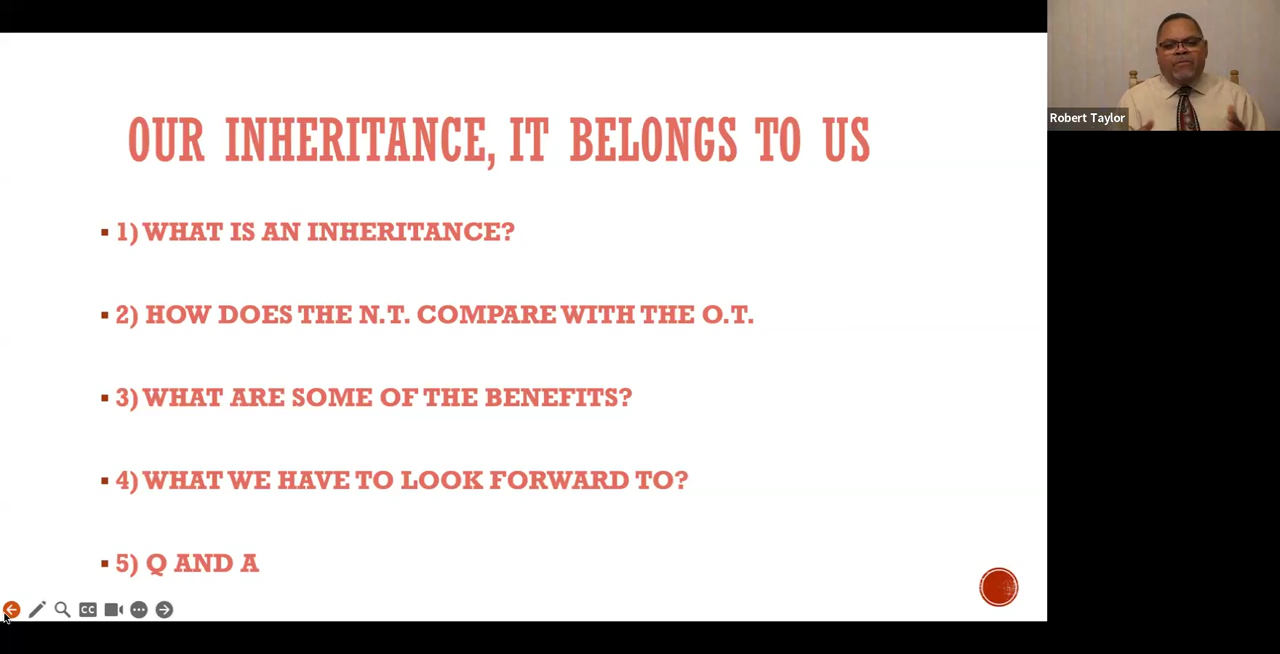 OUR INHERITANCE, IT BELONGS TO US
1) WHAT IS AN INHERITANCE?
2) HOW DOES THE N.T. COMPARE WITH THE O.T.
3) WHAT ARE SOME OF THE BENEFITS?
4) WHAT WE HAVE TO LOOK FORWARD TO?
5) Q AND A
CC
Robert Taylor